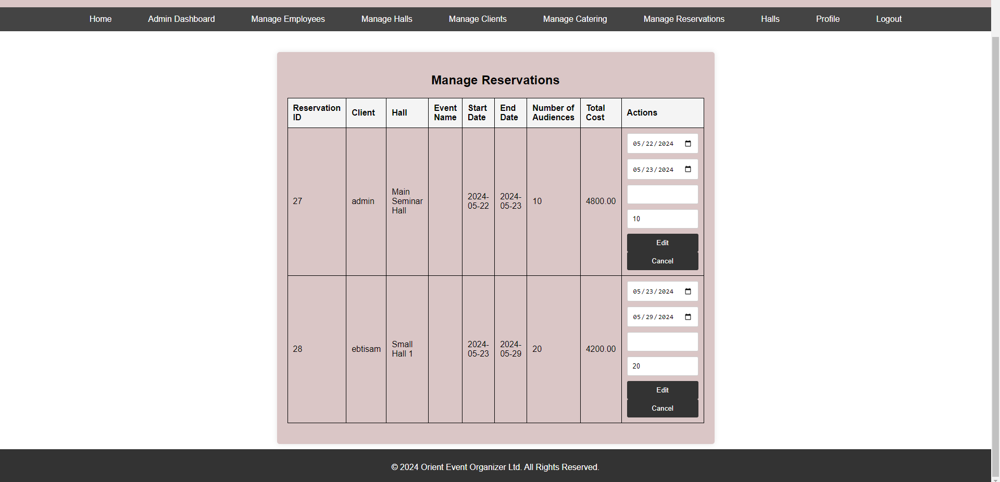 Home Admin Dashboard Manage Employees Manage Halls Manage Clients Manage Catering Manage Reservations Halls Profile Logout
Manage Reservations
Reservation ID Client Hall Event Name Start Date End Date Number of Audiences Total Cost Actions
27 admin Main Seminar Hall 2024-05-22 2024-05-23 10 4800.00
05/22/2024
05/23/2024
10
Edit
Cancel
28 ebtisam Small Hall 1 2024-05-23 2024-05-29 20 4200.00
05/23/2024
05/29/2024
20
Edit
Cancel
© 2024 Orient Event Organizer Ltd. All Rights Reserved.